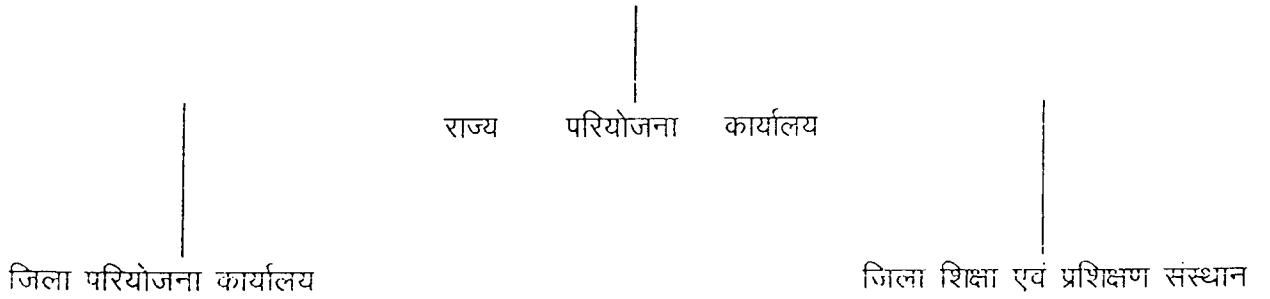 राज्य परियोजना कार्यालय
जिला परियोजना कार्यालय
जिला शिक्षा एवं प्रशिक्षण संस्थान